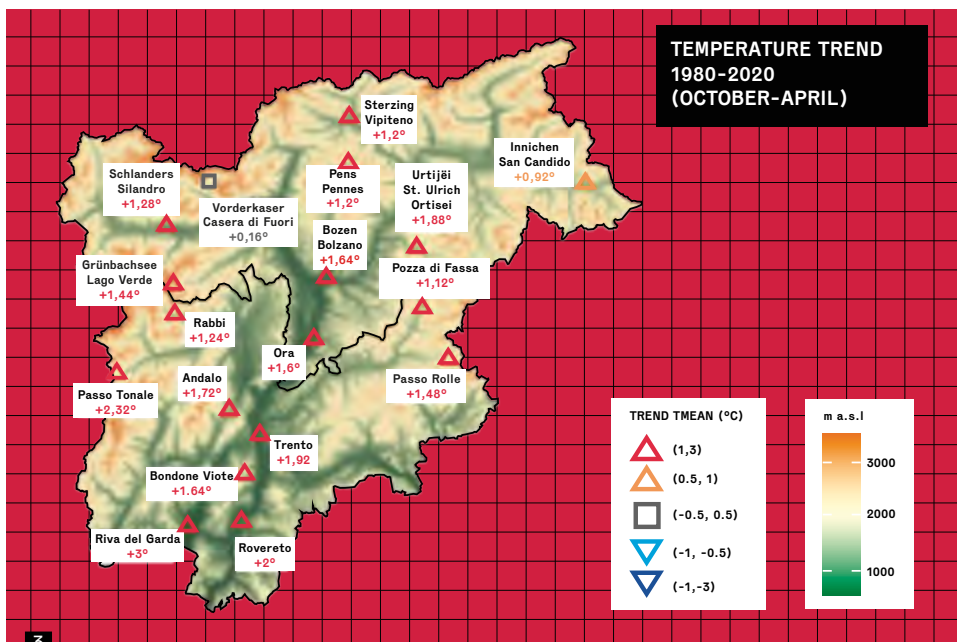 TEMPERATURE TREND
1980-2020
(OCTOBER-APRIL)
Sterzing
Vipiteno
+1,2°
Innichen
San Candido
+0,92°
Schlanders
Silandro
+1,28°
Pens
Pennes
+1,2°
Urtijëi
St. Ulrich
Ortisei
+1,88°
Vorderkaser
Casera di Fuori
+0,16°
Bozen
Bolzano
+1,64°
Grünbachsee
Lago Verde
+1,44°
Pozza di Fassa
+1,12°
Rabbi
+1,24°
Ora
+1,6°
Passo Tonale
+2,32°
Andalo
+1,72°
Passo Rolle
+1,48°
Trento
+1,92
Bondone Viote
+1.64°
Riva del Garda
+3°
Rovereto
+2°
TREND TMEAN (°C)
(1,3)
(0.5, 1)
(-0.5, 0.5)
(-1, -0.5)
(-1,-3)
m a.s.l
3000
2000
1000
3